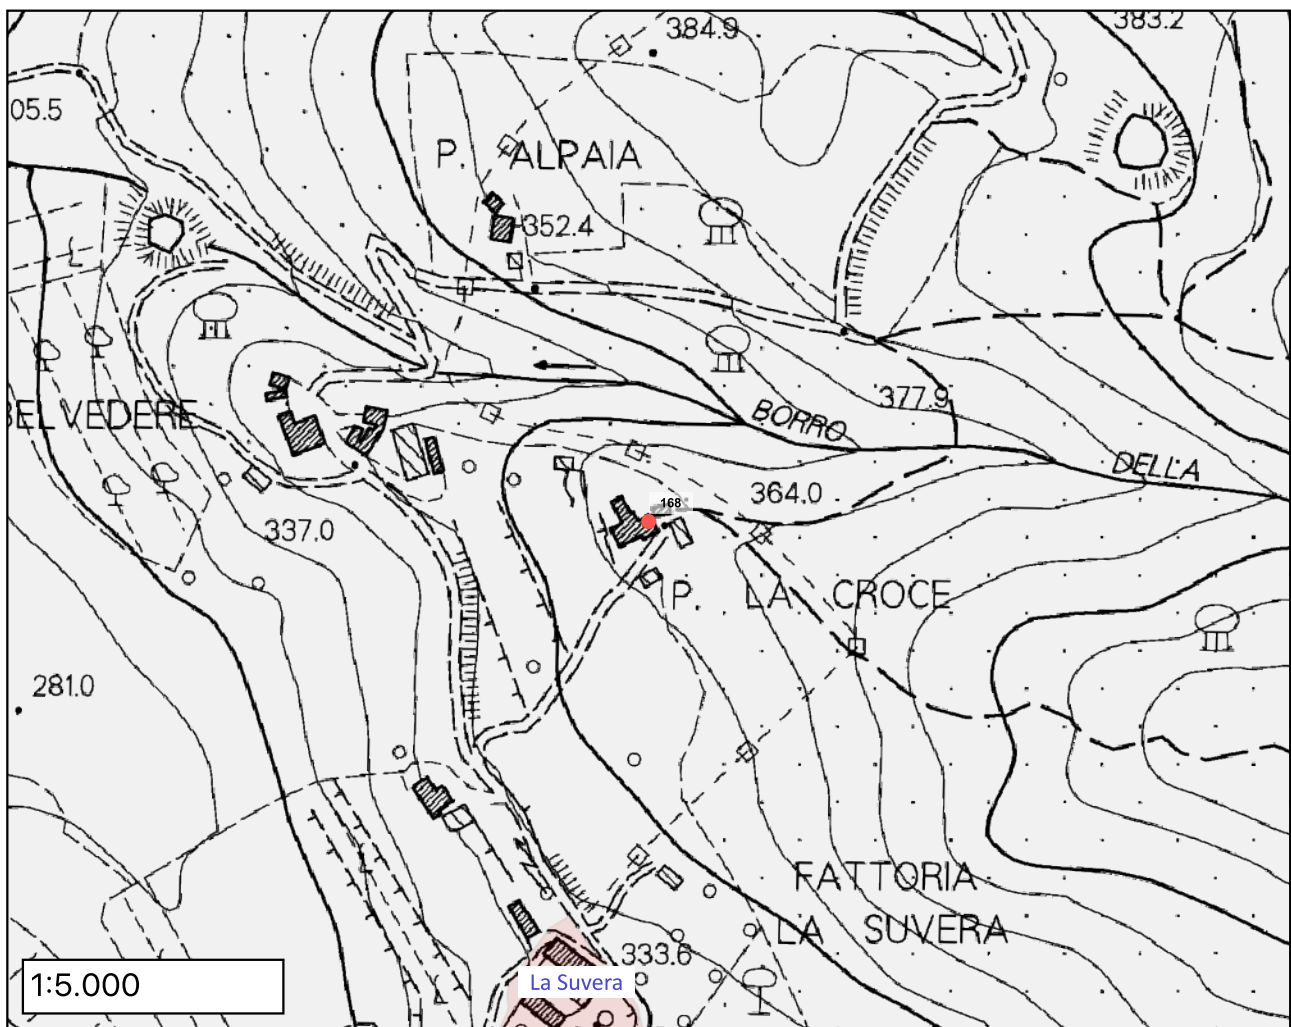 384.9
383.2
05.5
P. ALPAIA
352.4
377.9
BORRO
BELVEDERE
DELLA
364.0
168
337.0
P. LA CROCE
281.0
FATTORIA
LA SUVERA
333.6
La Suvera
1:5.000